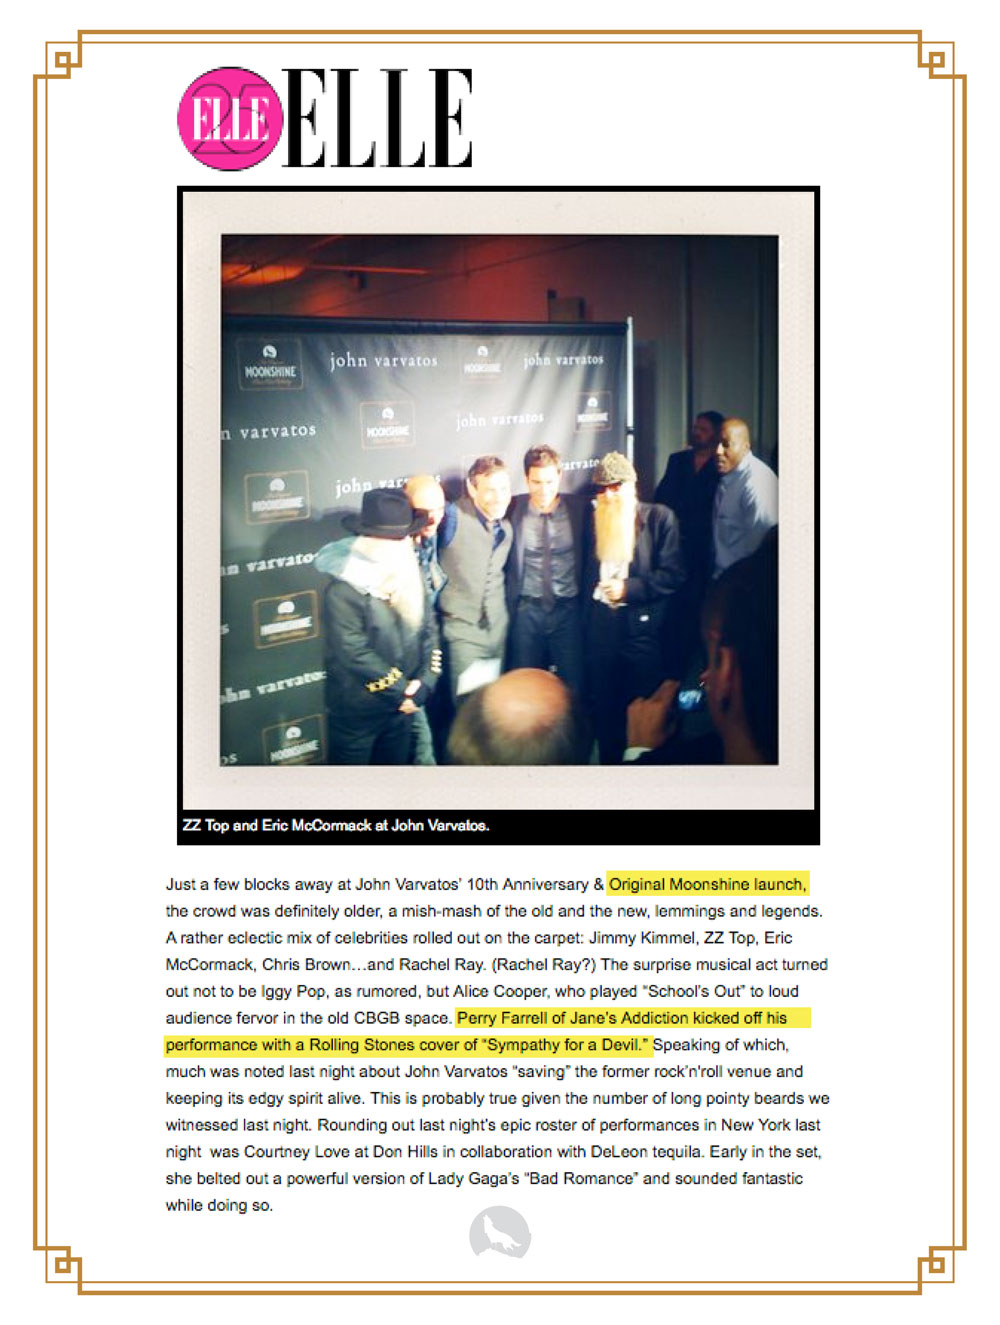 ELLE 25 ELLE
MOONSHINE john varvatos MOONSHINE john varvatos
n varvatos MOONSHINE john varvatos MOONSHINE
MOONSHINE john varvatos varvatos
n varvatos
MOONSHINE
hn varvatos
os MOONSHINE
ZZ Top and Eric McCormack at John Varvatos.
Just a few blocks away at John Varvatos’ 10th Anniversary & Original Moonshine launch,
the crowd was definitely older, a mish-mash of the old and the new, lemmings and legends.
A rather eclectic mix of celebrities rolled out on the carpet: Jimmy Kimmel, ZZ Top, Eric
McCormack, Chris Brown…and Rachel Ray. (Rachel Ray?) The surprise musical act turned
out not to be Iggy Pop, as rumored, but Alice Cooper, who played “School’s Out” to loud
audience fervor in the old CBGB space. Perry Farrell of Jane’s Addiction kicked off his
performance with a Rolling Stones cover of “Sympathy for a Devil.” Speaking of which,
much was noted last night about John Varvatos “saving” the former rock’n’roll venue and
keeping its edgy spirit alive. This is probably true given the number of long pointy beards we
witnessed last night. Rounding out last night’s epic roster of performances in New York last
night was Courtney Love at Don Hills in collaboration with DeLeon tequila. Early in the set,
she belted out a powerful version of Lady Gaga’s “Bad Romance” and sounded fantastic
while doing so.